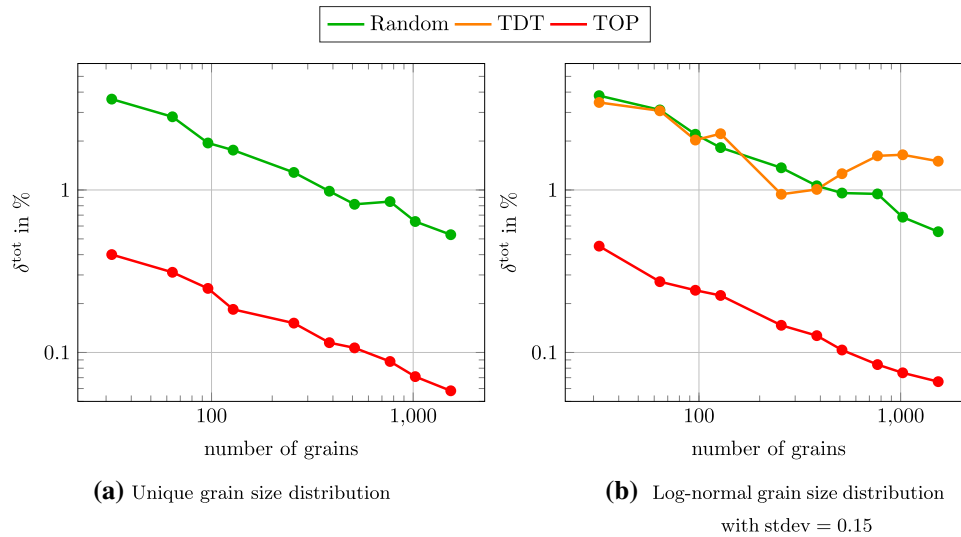 Random TDT TOP
1
0.1
δ^tot in %
100 1,000
number of grains
(a) Unique grain size distribution
1
0.1
δ^tot in %
100 1,000
number of grains
(b) Log-normal grain size distribution
with stdev = 0.15